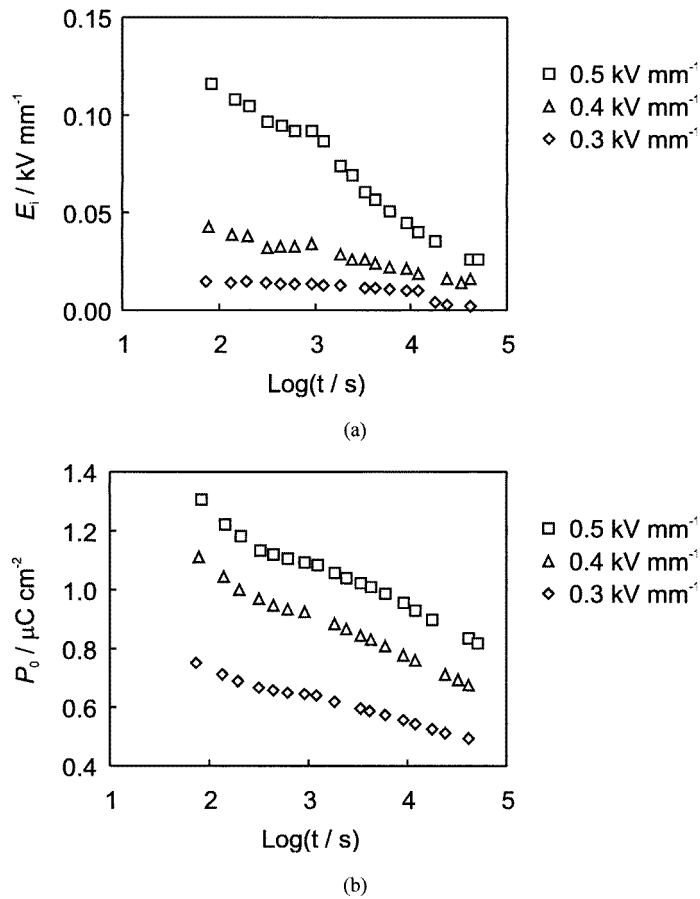 0.15
0.10
0.05
0.00
E_i / kV mm⁻¹
1 2 3 4 5
Log(t / s)
□ 0.5 kV mm⁻¹
△ 0.4 kV mm⁻¹
◇ 0.3 kV mm⁻¹
(a)
1.4
1.2
1.0
0.8
0.6
0.4
P₀ / μC cm⁻²
1 2 3 4 5
Log(t / s)
□ 0.5 kV mm⁻¹
△ 0.4 kV mm⁻¹
◇ 0.3 kV mm⁻¹
(b)